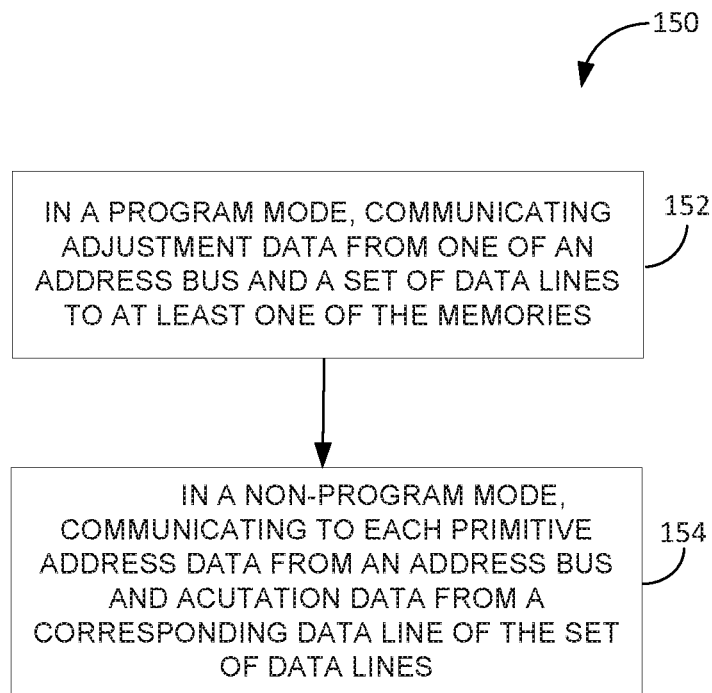 150
IN A PROGRAM MODE, COMMUNICATING
ADJUSTMENT DATA FROM ONE OF AN
ADDRESS BUS AND A SET OF DATA LINES
TO AT LEAST ONE OF THE MEMORIES
152
IN A NON-PROGRAM MODE,
COMMUNICATING TO EACH PRIMITIVE
ADDRESS DATA FROM AN ADDRESS BUS
AND ACUTATION DATA FROM A
CORRESPONDING DATA LINE OF THE SET
OF DATA LINES
154